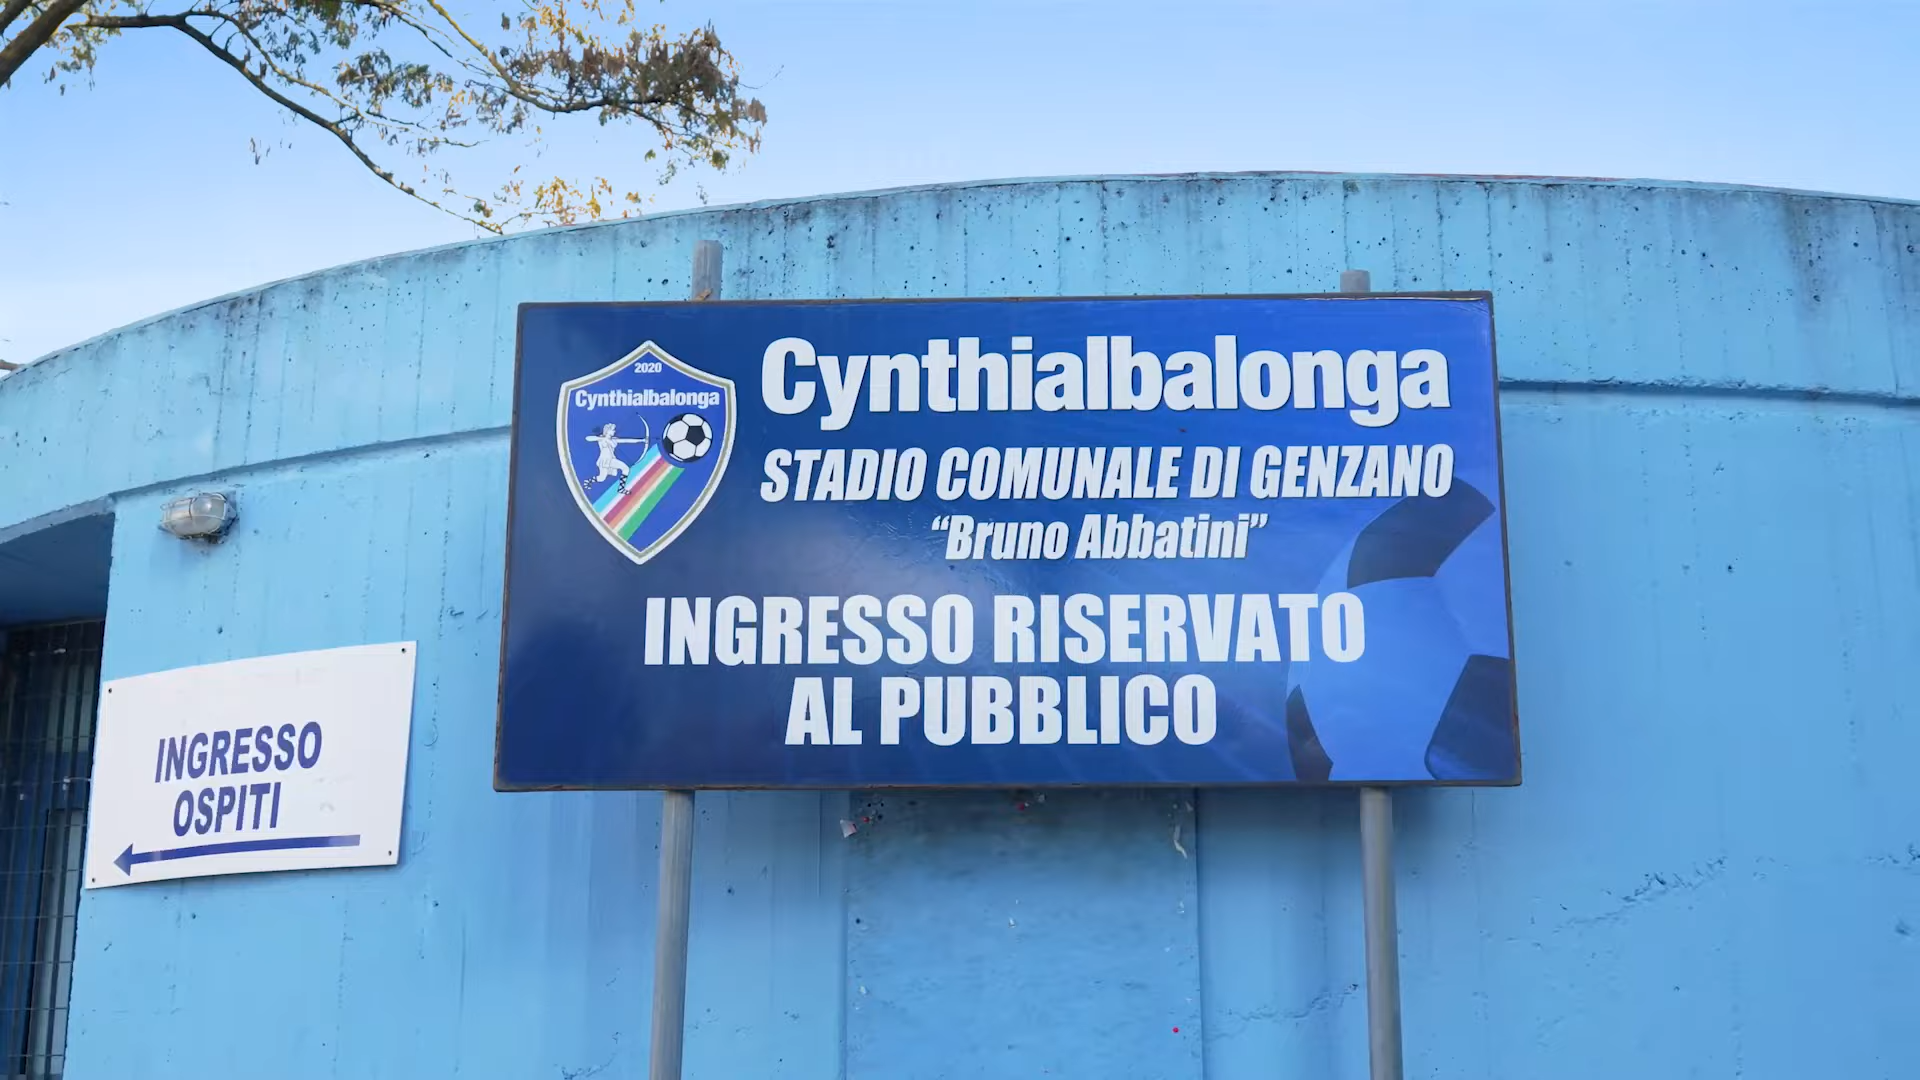 2020
Cynthialbalonga
Cynthialbalonga
STADIO COMUNALE DI GENZANO
“Bruno Abbatini”
INGRESSO RISERVATO
AL PUBBLICO
INGRESSO
OSPITI